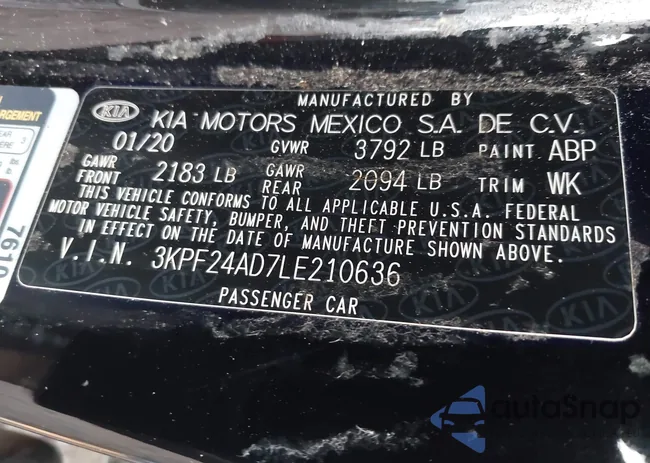 MANUFACTURED BY
KIA KIA MOTORS MEXICO S.A. DE C.V.
01/20 GVWR 3792 LB PAINT ABP
GAWR FRONT 2183 LB GAWR REAR 2094 LB TRIM WK
THIS VEHICLE CONFORMS TO ALL APPLICABLE U.S.A. FEDERAL
MOTOR VEHICLE SAFETY, BUMPER, AND THEFT PREVENTION STANDARDS
IN EFFECT ON THE DATE OF MANUFACTURE SHOWN ABOVE.
V.I.N. 3KPF24AD7LE210636
PASSENGER CAR
7610
autoSnap